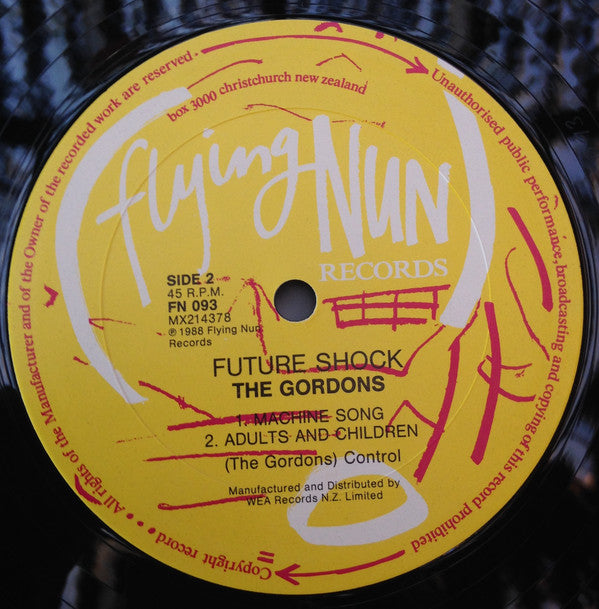 All rights of the Manufacturer and of the Owner of the recorded work are reserved.
Unauthorised public performance, broadcasting and copying of this record prohibited
Copyright record....
box 3000 christchurch new zealand
flying NUN
RECORDS
SIDE 2
45 R.P.M.
FN 093
MX214378
℗ 1988 Flying Nun
Records
FUTURE SHOCK
THE GORDONS
1. MACHINE SONG
2. ADULTS AND CHILDREN
(The Gordons) Control
Manufactured and Distributed by
WEA Records N.Z. Limited